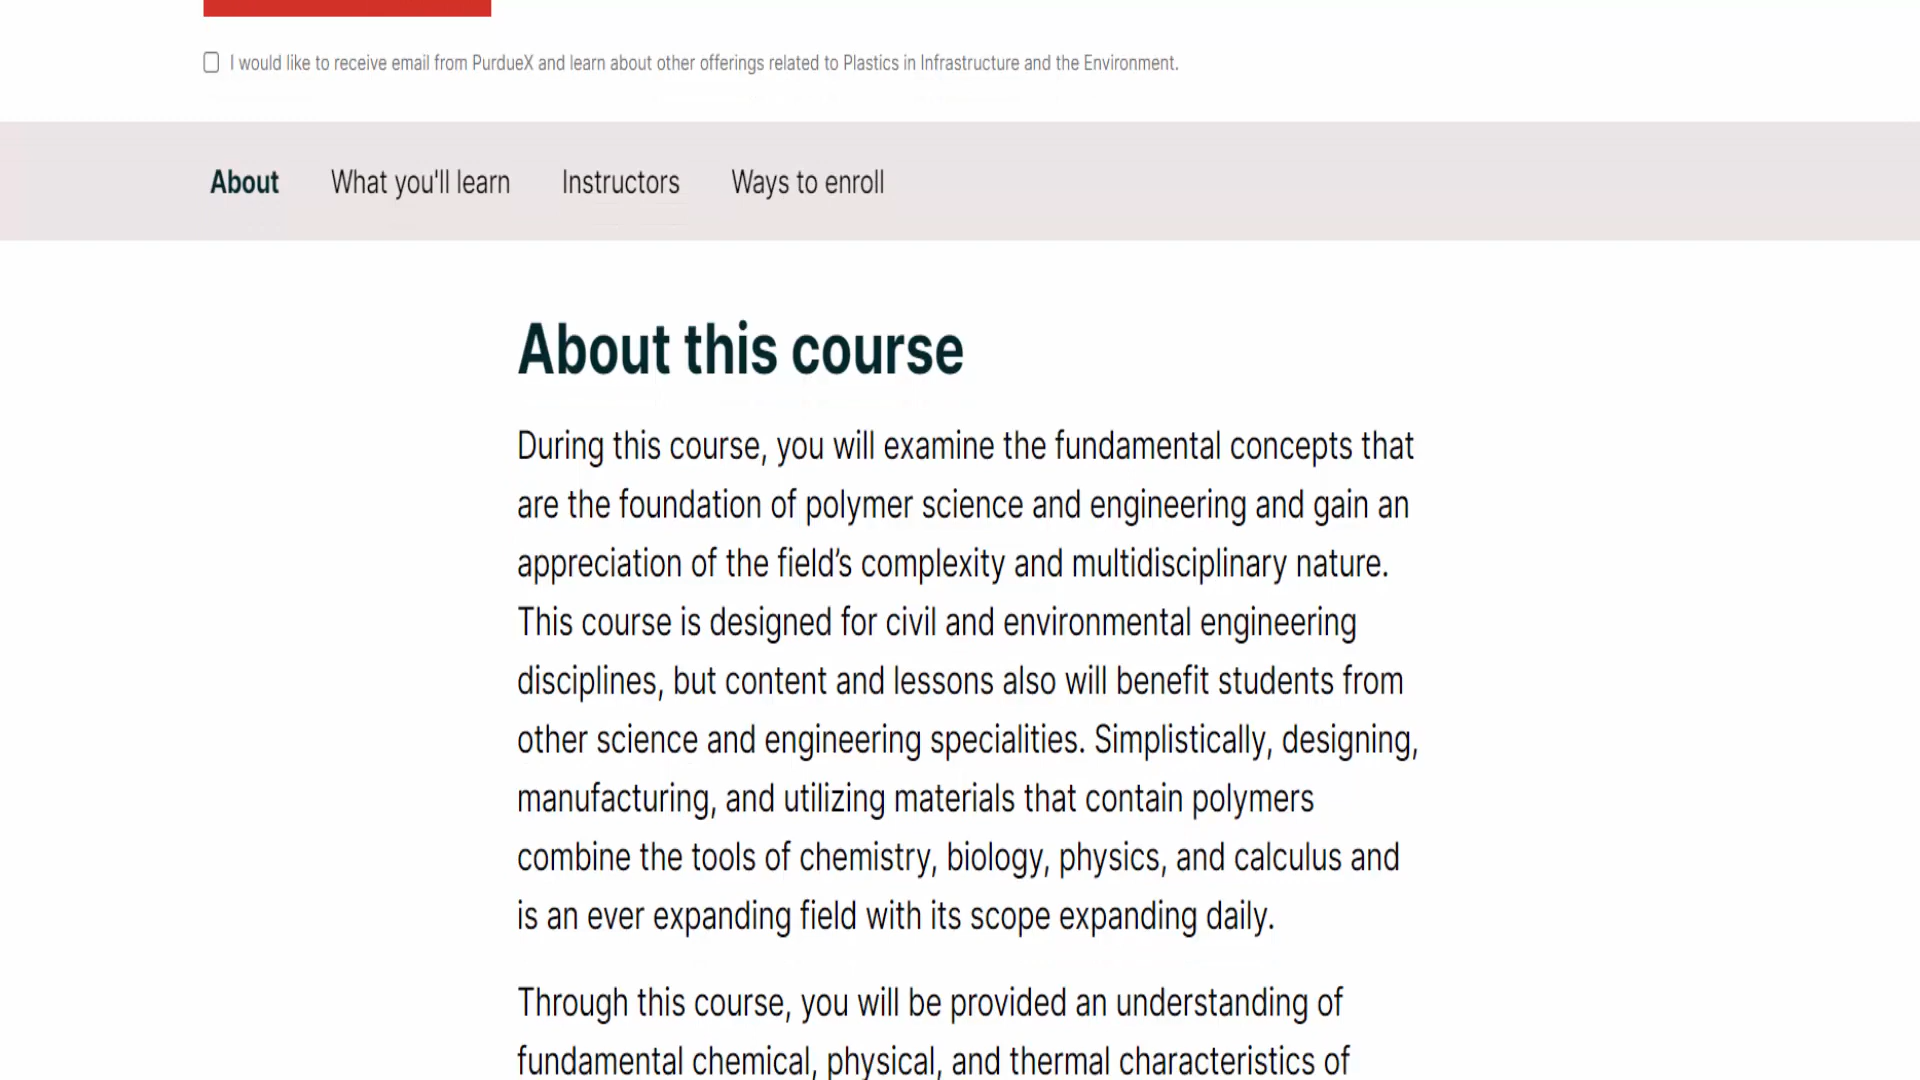 I would like to receive email from PurdueX and learn about other offerings related to Plastics in Infrastructure and the Environment.
About What you'll learn Instructors Ways to enroll
About this course
During this course, you will examine the fundamental concepts that
are the foundation of polymer science and engineering and gain an
appreciation of the field’s complexity and multidisciplinary nature.
This course is designed for civil and environmental engineering
disciplines, but content and lessons also will benefit students from
other science and engineering specialities. Simplistically, designing,
manufacturing, and utilizing materials that contain polymers
combine the tools of chemistry, biology, physics, and calculus and
is an ever expanding field with its scope expanding daily.
Through this course, you will be provided an understanding of
fundamental chemical, physical, and thermal characteristics of